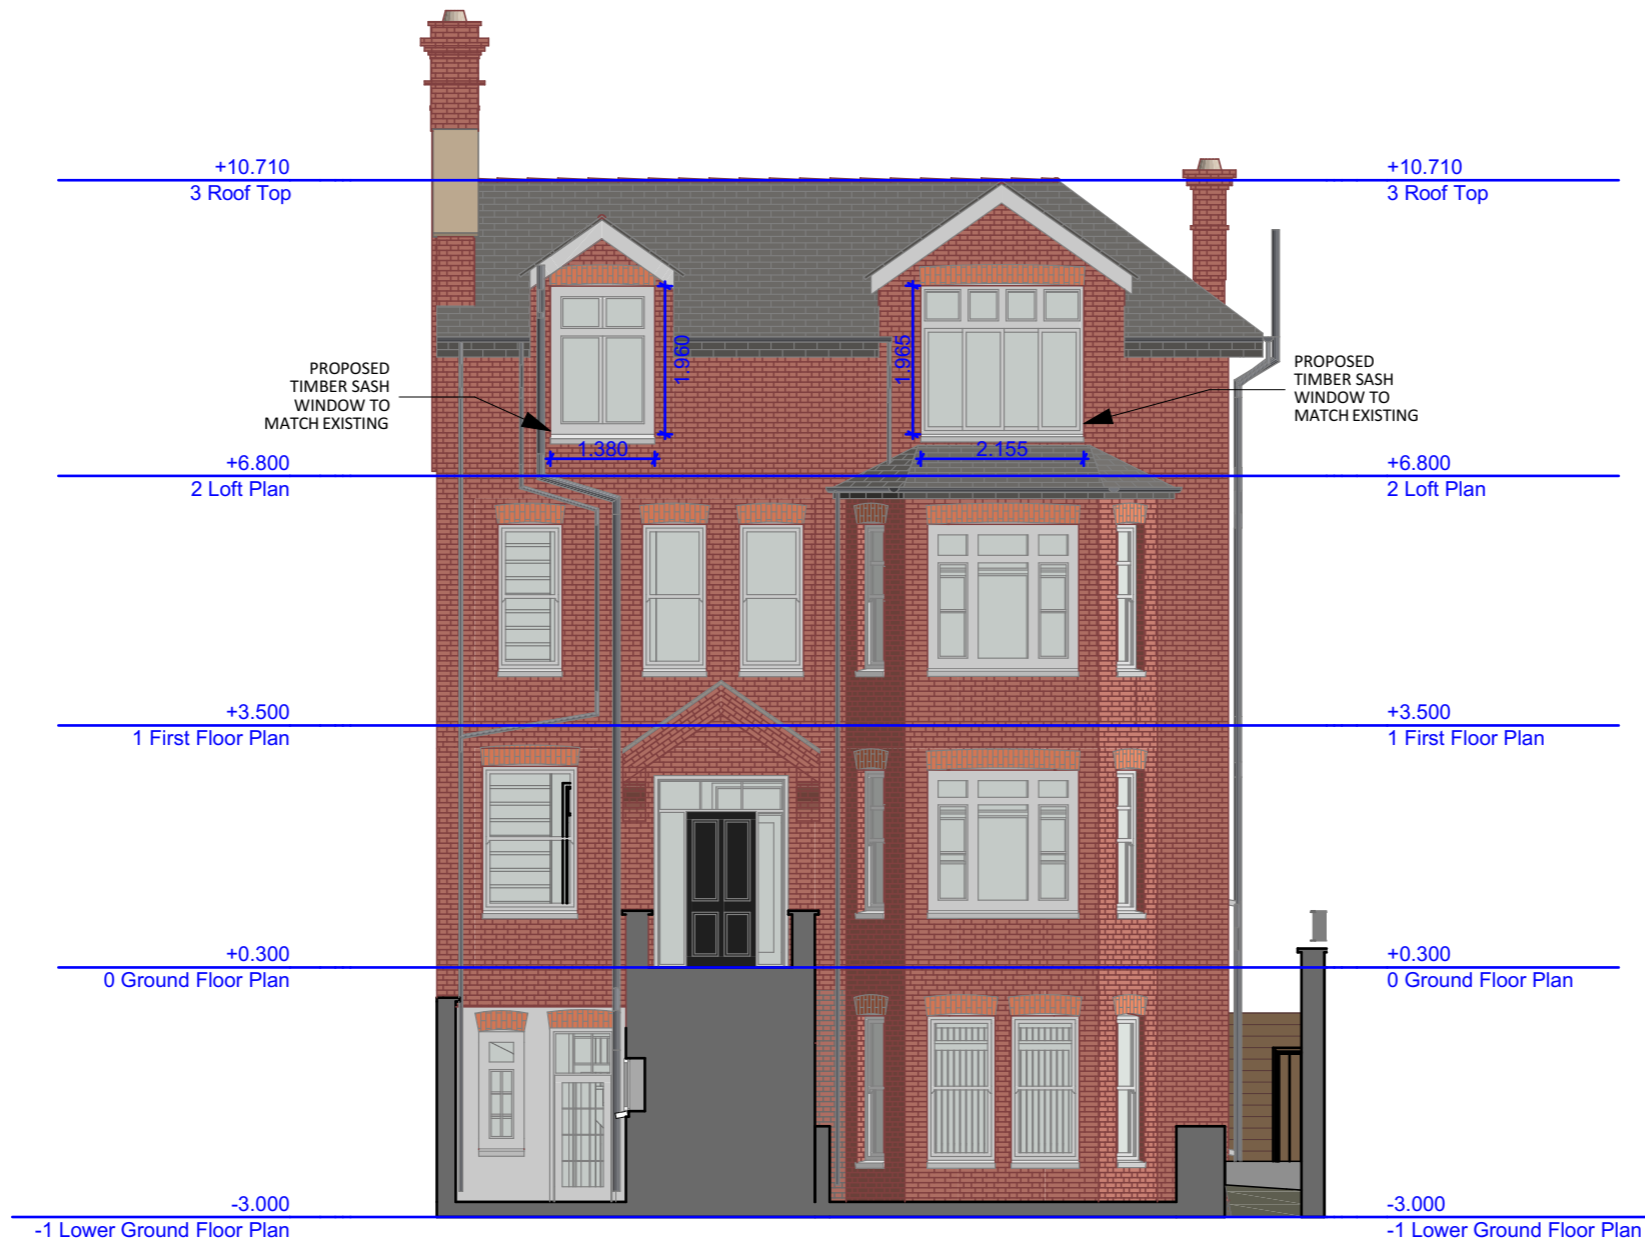 +10.710
3 Roof Top
+10.710
3 Roof Top
PROPOSED
TIMBER SASH
WINDOW TO
MATCH EXISTING
1.960
1.380
1.965
2.155
PROPOSED
TIMBER SASH
WINDOW TO
MATCH EXISTING
+6.800
2 Loft Plan
+6.800
2 Loft Plan
+3.500
1 First Floor Plan
+3.500
1 First Floor Plan
+0.300
0 Ground Floor Plan
+0.300
0 Ground Floor Plan
-3.000
-1 Lower Ground Floor Plan
-3.000
-1 Lower Ground Floor Plan